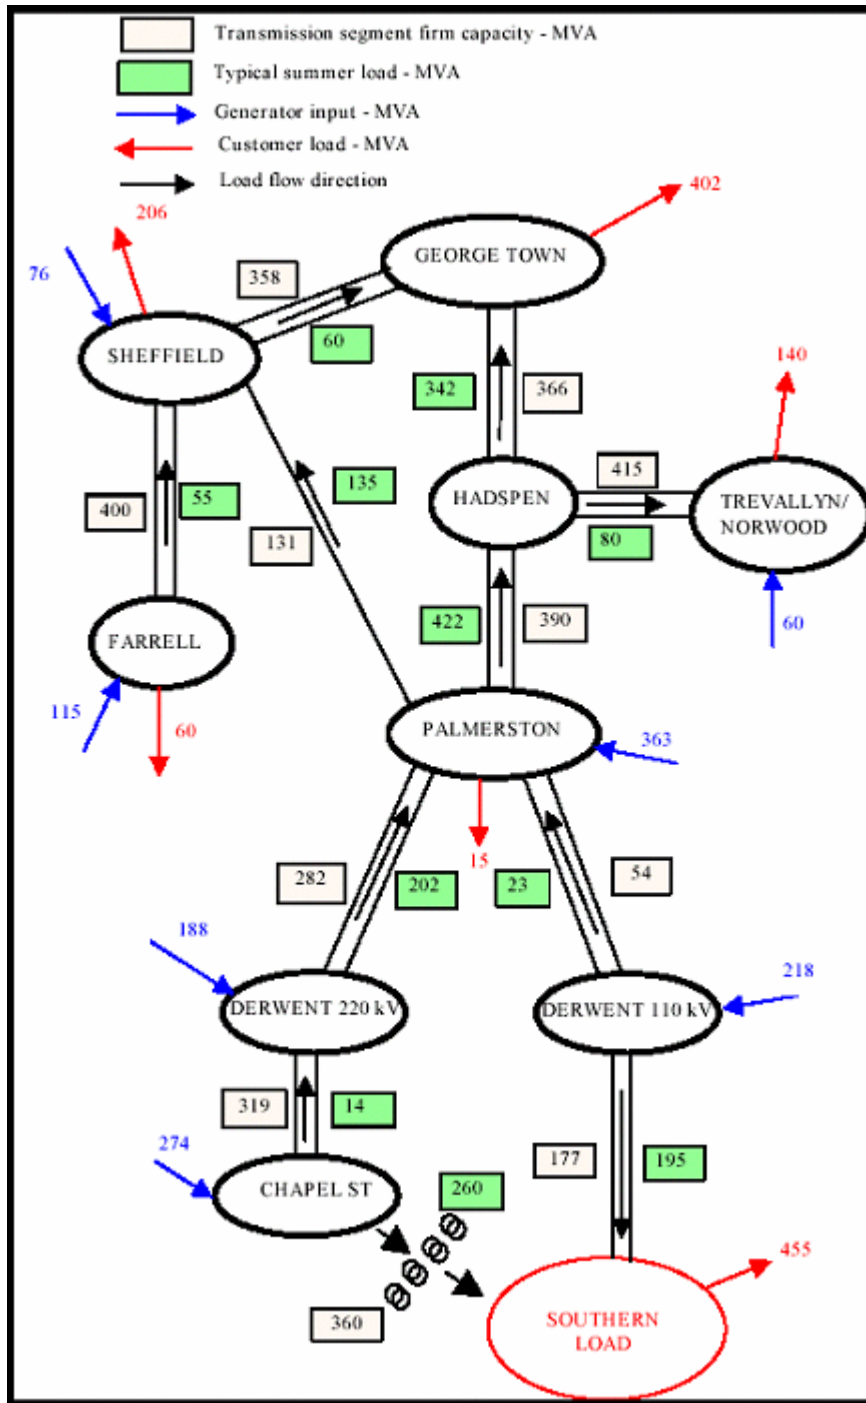 Transmission segment firm capacity - MVA
Typical summer load - MVA
Generator input - MVA
Customer load - MVA
Load flow direction
206
402
76
358
GEORGE TOWN
SHEFFIELD
60
140
342
366
415
400
55
135
HADSPEN
TREVALLYN/
NORWOOD
131
80
422
390
60
FARRELL
115
60
PALMERSTON
363
15
282
202
23
54
188
218
DERWENT 220 kV
DERWENT 110 kV
319
14
274
177
195
CHAPEL ST
260
455
360
SOUTHERN
LOAD